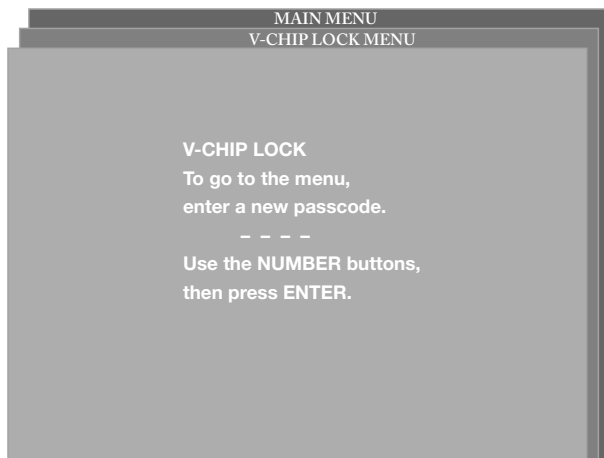 MAIN MENU
V-CHIP LOCK MENU
V-CHIP LOCK
To go to the menu,
enter a new passcode.
– – – –
Use the NUMBER buttons,
then press ENTER.